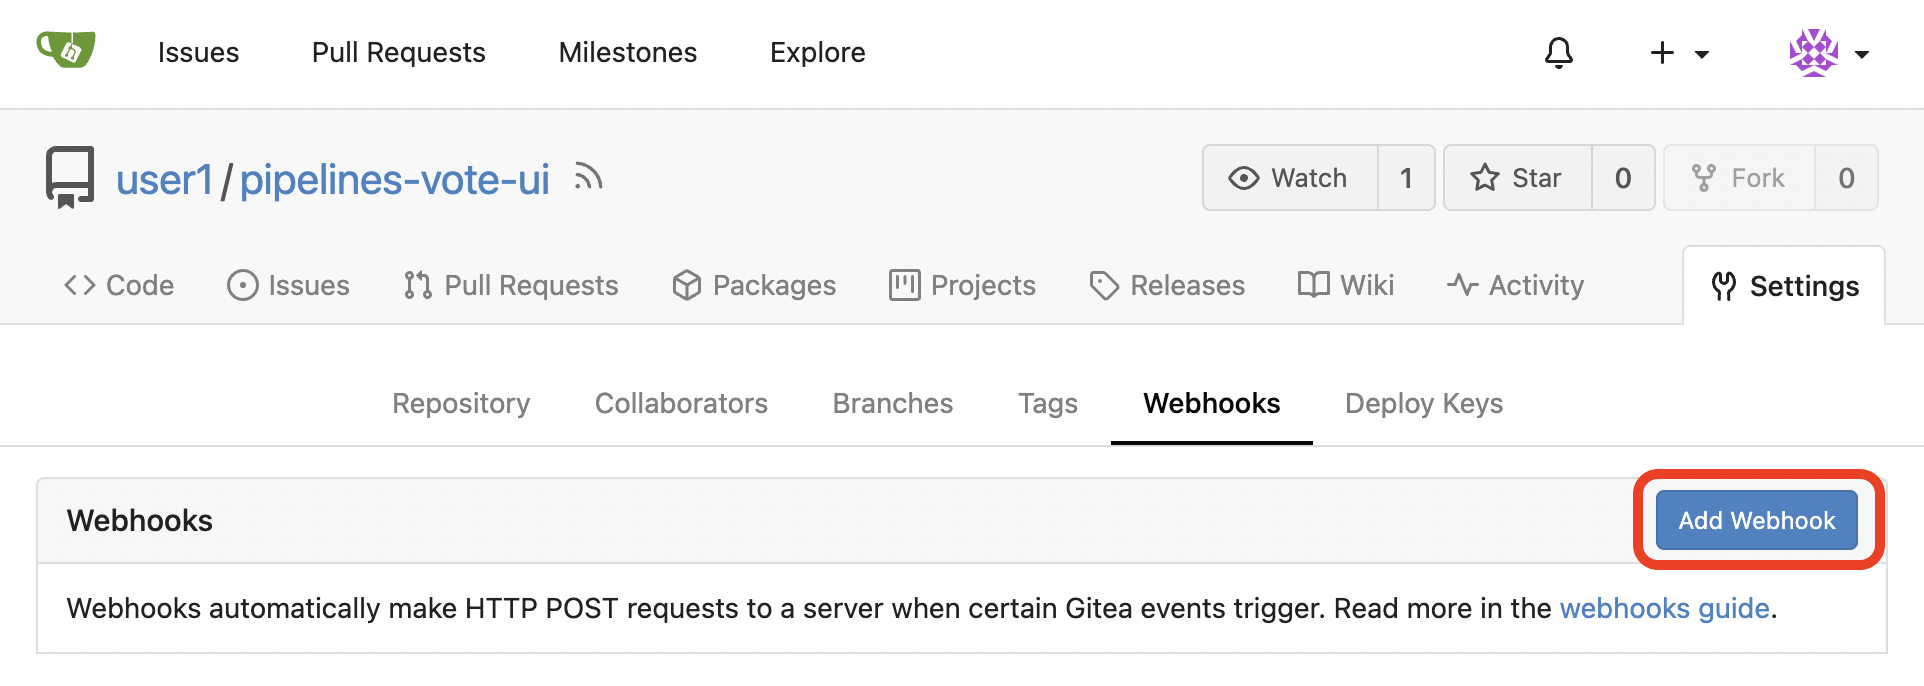 Issues Pull Requests Milestones Explore
user1/pipelines-vote-ui Watch 1 Star 0 Fork 0
Code Issues Pull Requests Packages Projects Releases Wiki Activity Settings
Repository Collaborators Branches Tags Webhooks Deploy Keys
Webhooks Add Webhook
Webhooks automatically make HTTP POST requests to a server when certain Gitea events trigger. Read more in the webhooks guide.